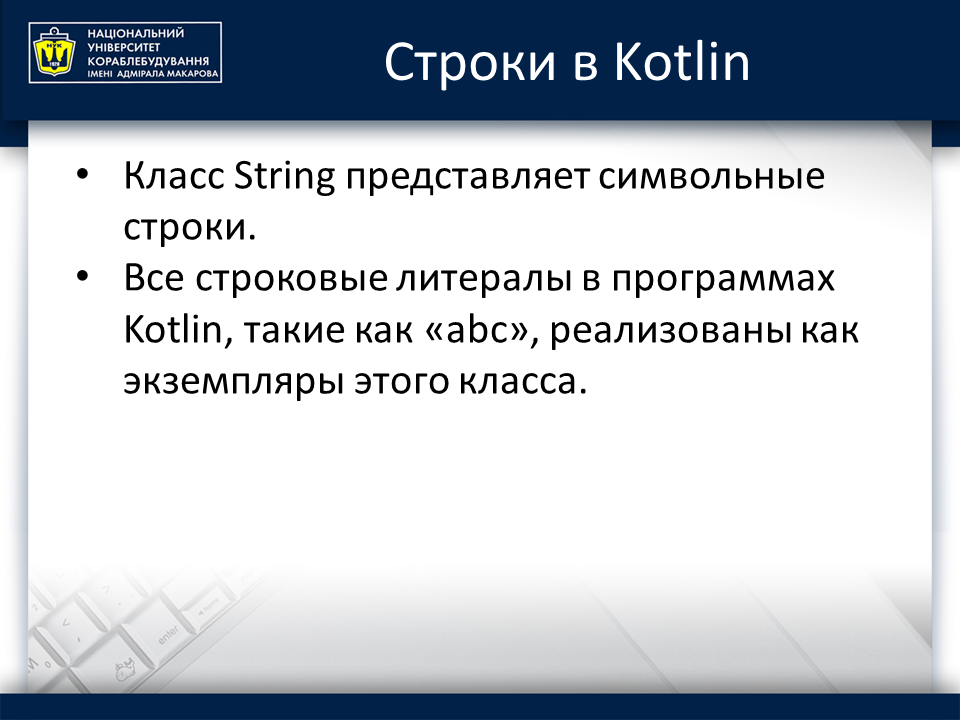 НУК
1920
НАЦІОНАЛЬНИЙ
УНІВЕРСИТЕТ
КОРАБЛЕБУДУВАННЯ
ІМЕНІ АДМІРАЛА МАКАРОВА
Строки в Kotlin
• Класс String представляет символьные
строки.
• Все строковые литералы в программах
Kotlin, такие как «abc», реализованы как
экземпляры этого класса.
enter